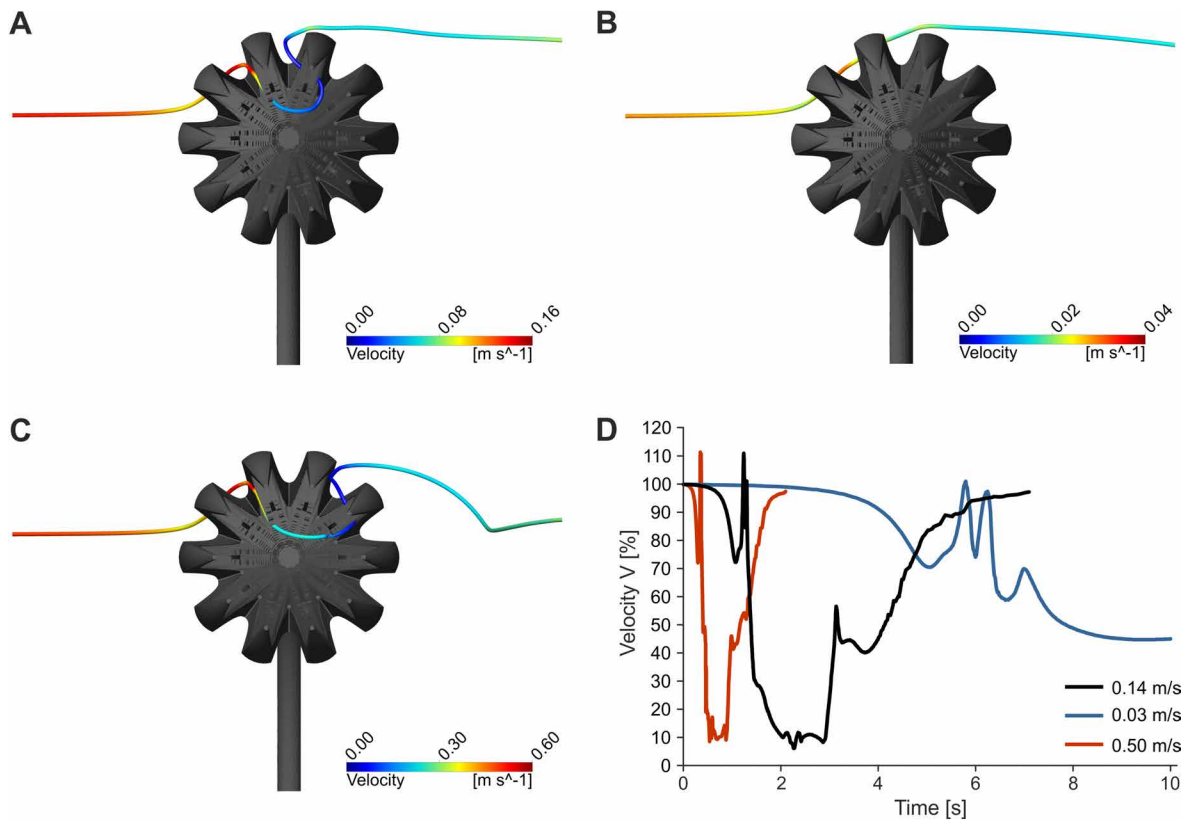 A
B
0.00
0.08
0.16
Velocity
[m s^-1]
0.00
0.02
0.04
Velocity
[m s^-1]
C
0.00
0.30
0.60
Velocity
[m s^-1]
D
120
110
100
90
80
70
60
50
40
30
20
10
0
Velocity V [%]
0.14 m/s
0.03 m/s
0.50 m/s
0 2 4 6 8 10
Time [s]